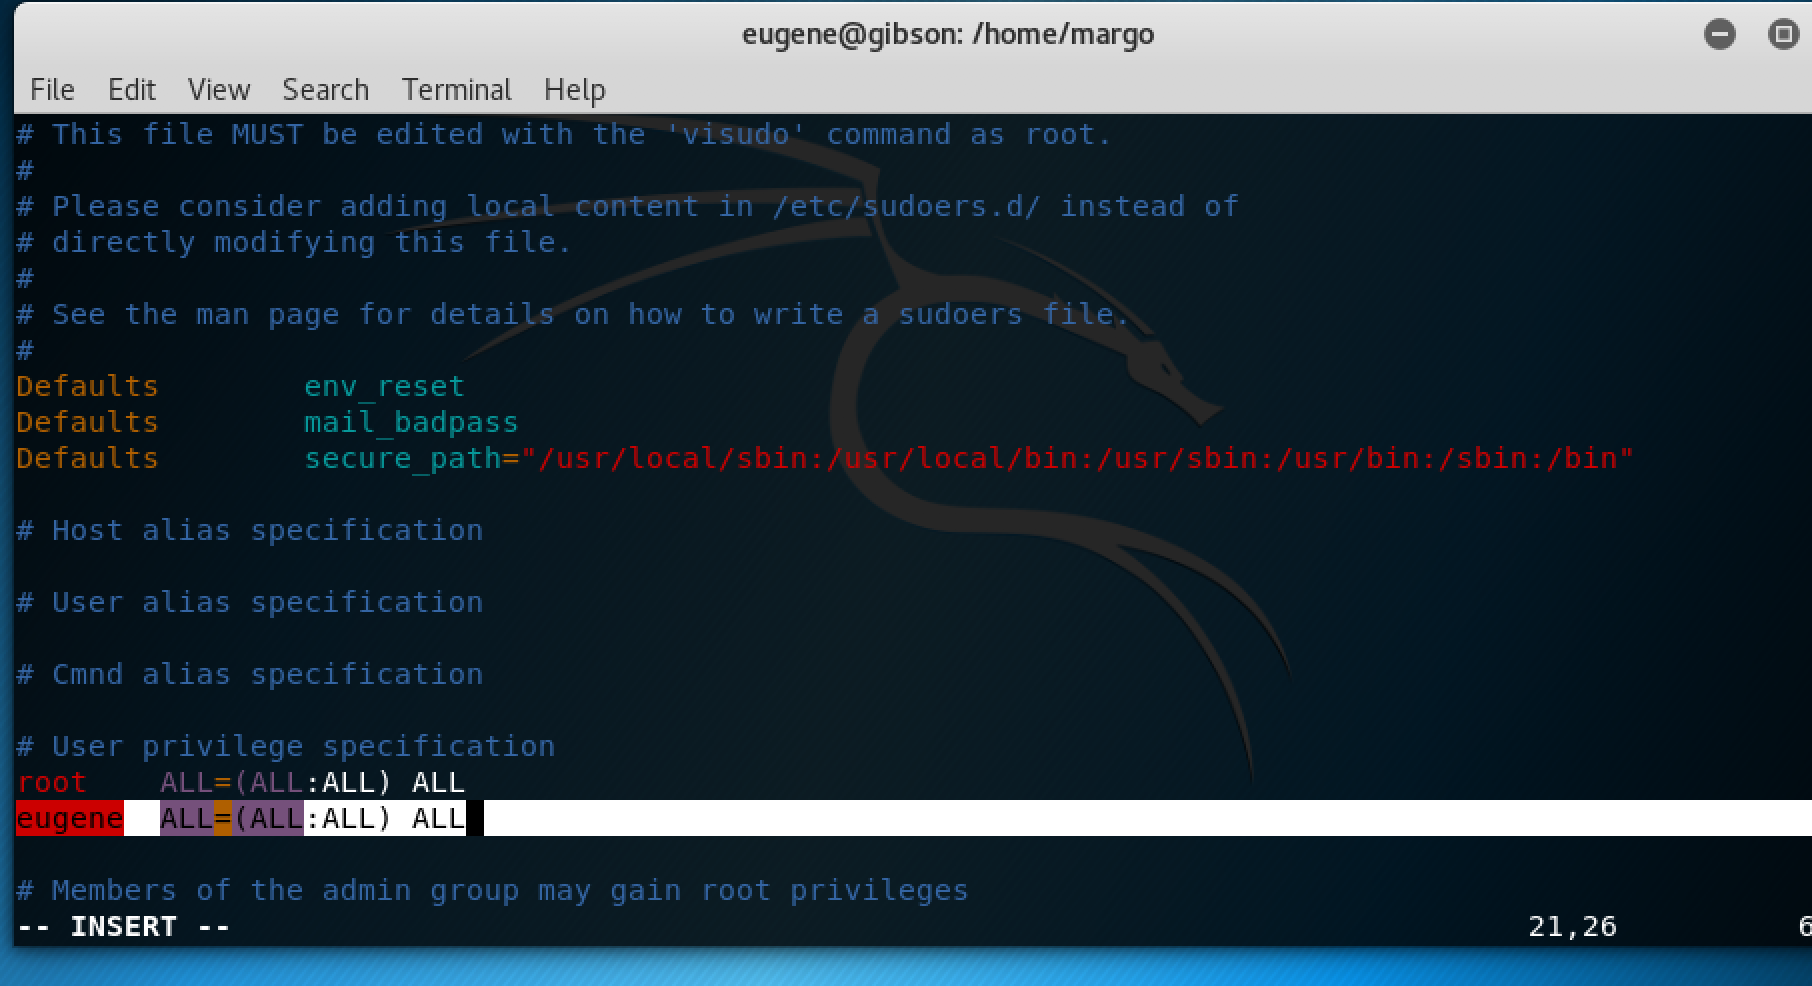 eugene@gibson: /home/margo
File Edit View Search Terminal Help
# This file MUST be edited with the 'visudo' command as root.
#
# Please consider adding local content in /etc/sudoers.d/ instead of
# directly modifying this file.
#
# See the man page for details on how to write a sudoers file.
#
Defaults        env_reset
Defaults        mail_badpass
Defaults        secure_path="/usr/local/sbin:/usr/local/bin:/usr/sbin:/usr/bin:/sbin:/bin"
# Host alias specification
# User alias specification
# Cmnd alias specification
# User privilege specification
root    ALL=(ALL:ALL) ALL
eugene  ALL=(ALL:ALL) ALL
# Members of the admin group may gain root privileges
-- INSERT -- 21,26